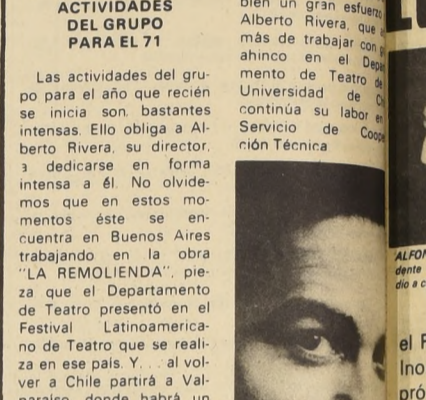 ACTIVIDADES
DEL GRUPO
PARA EL 71
Las actividades del gru-
po para el año que recién
se inicia son bastantes
intensas. Ello obliga a Al-
berto Rivera, su director,
a dedicarse en forma
intensa a él. No olvide-
mos que en estos mo-
mentos éste se en-
cuentra en Buenos Aires
trabajando en la obra
"LA REMOLIENDA", pie-
za que el Departamento
de Teatro presentó en el
Festival Latinoamerica-
no de Teatro que se reali-
za en ese país. Y... al vol-
ver a Chile partirá a Val-
paraíso, donde habrá un
bién un gran esfuerzo
Alberto Rivera, que
más de trabajar con
ahinco en el
mento de Teatro de
Universidad de
continúa su labor en
Servicio de
ción Técnica
dente
dio a c
el
Ino
pró